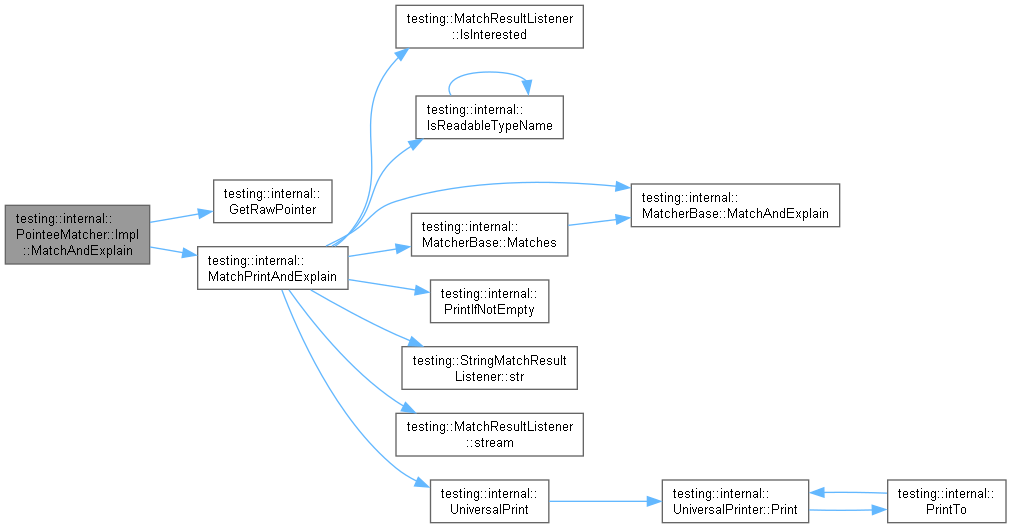 testing::internal::
PointeeMatcher::Impl
::MatchAndExplain
testing::internal::
GetRawPointer
testing::internal::
MatchPrintAndExplain
testing::MatchResultListener
::IsInterested
testing::internal::
IsReadableTypeName
testing::internal::
MatcherBase::Matches
testing::internal::
MatcherBase::MatchAndExplain
testing::internal::
PrintIfNotEmpty
testing::StringMatchResult
Listener::str
testing::MatchResultListener
::stream
testing::internal::
UniversalPrint
testing::internal::
UniversalPrinter::Print
testing::internal::
PrintTo